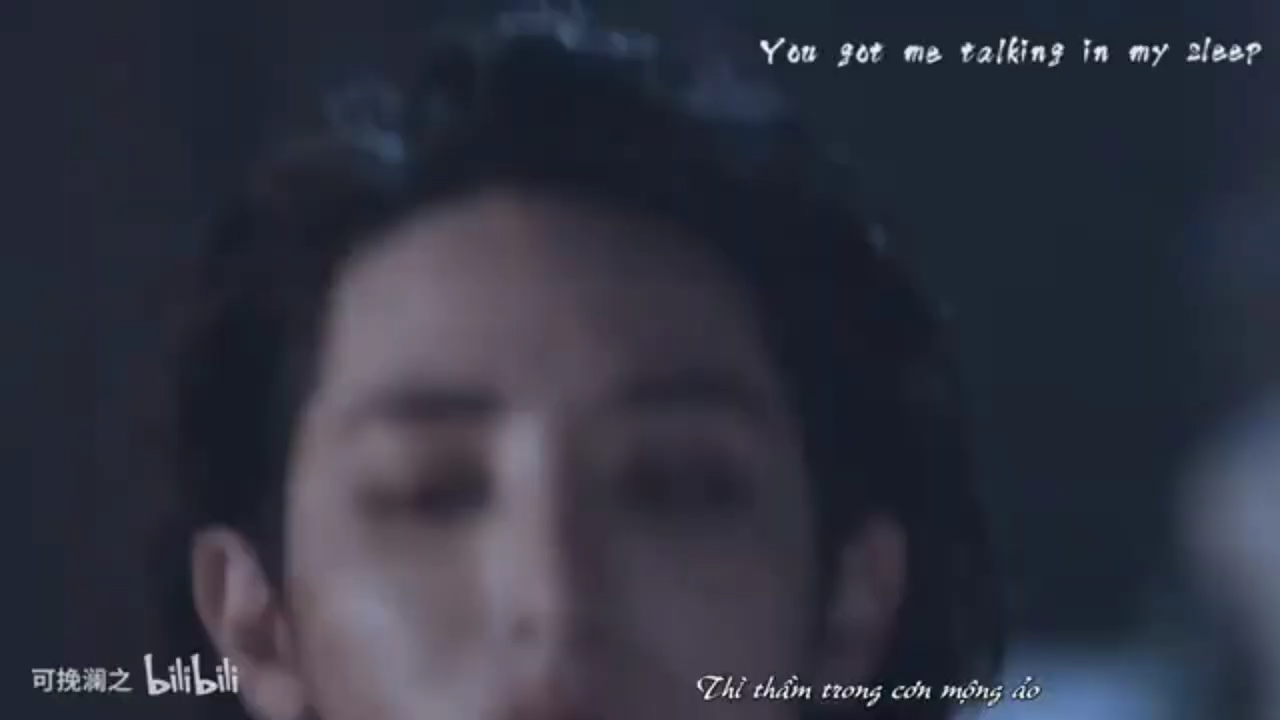 You got me talking in my sleep
可挽澜之 bilibili
Thì thầm trong cơn mộng ảo